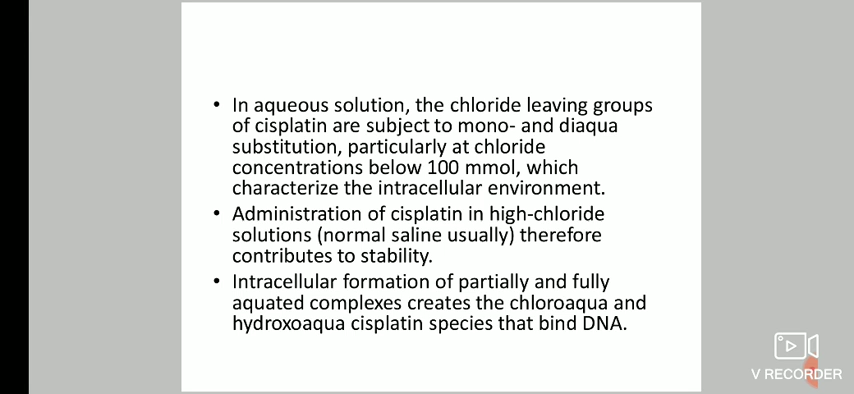 • In aqueous solution, the chloride leaving groups
of cisplatin are subject to mono- and diaqua
substitution, particularly at chloride
concentrations below 100 mmol, which
characterize the intracellular environment.
• Administration of cisplatin in high-chloride
solutions (normal saline usually) therefore
contributes to stability.
• Intracellular formation of partially and fully
aquated complexes creates the chloroaqua and
hydroxoaqua cisplatin species that bind DNA.
V RECORDER